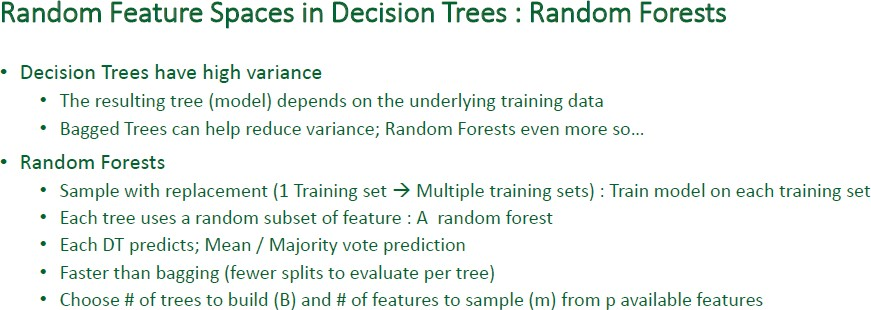 Random Feature Spaces in Decision Trees : Random Forests
• Decision Trees have high variance
• The resulting tree (model) depends on the underlying training data
• Bagged Trees can help reduce variance; Random Forests even more so…
• Random Forests
• Sample with replacement (1 Training set → Multiple training sets) : Train model on each training set
• Each tree uses a random subset of feature : A  random forest
• Each DT predicts; Mean / Majority vote prediction
• Faster than bagging (fewer splits to evaluate per tree)
• Choose # of trees to build (B) and # of features to sample (m) from p available features